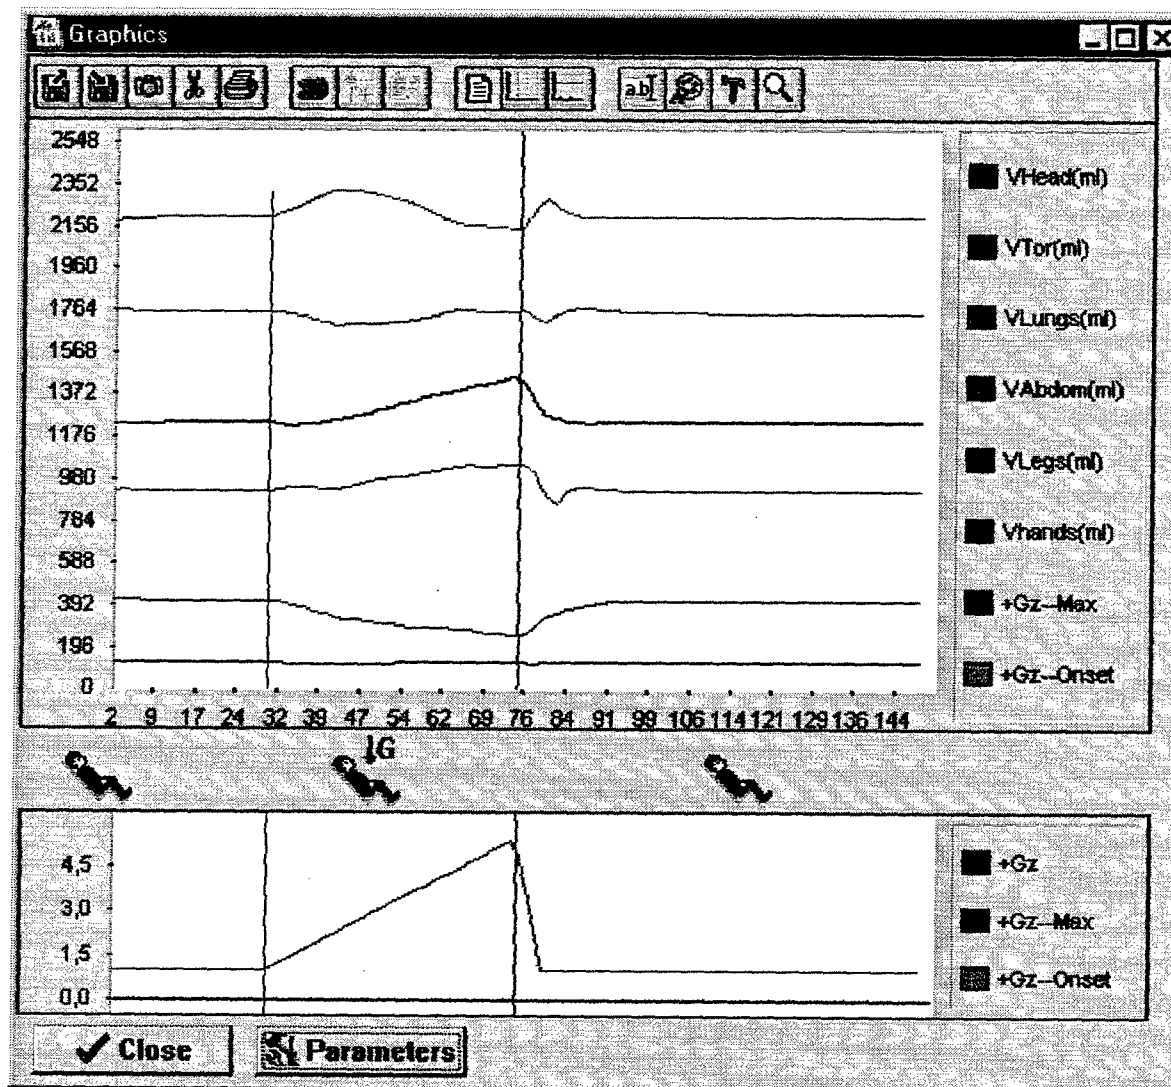 Graphics
ab
2548
2352
2156
1960
1764
1568
1372
1176
980
784
588
392
196
0
2 9 17 24 32 39 47 54 62 69 76 84 91 99 106 114 121 129 136 144
VHead(ml)
VTor(ml)
VLungs(ml)
VAbdom(ml)
VLegs(ml)
Vhands(ml)
+Gz--Max
+Gz--Onset
G
4,5
3,0
1,5
0,0
+Gz
+Gz--Max
+Gz--Onset
Close
Parameters